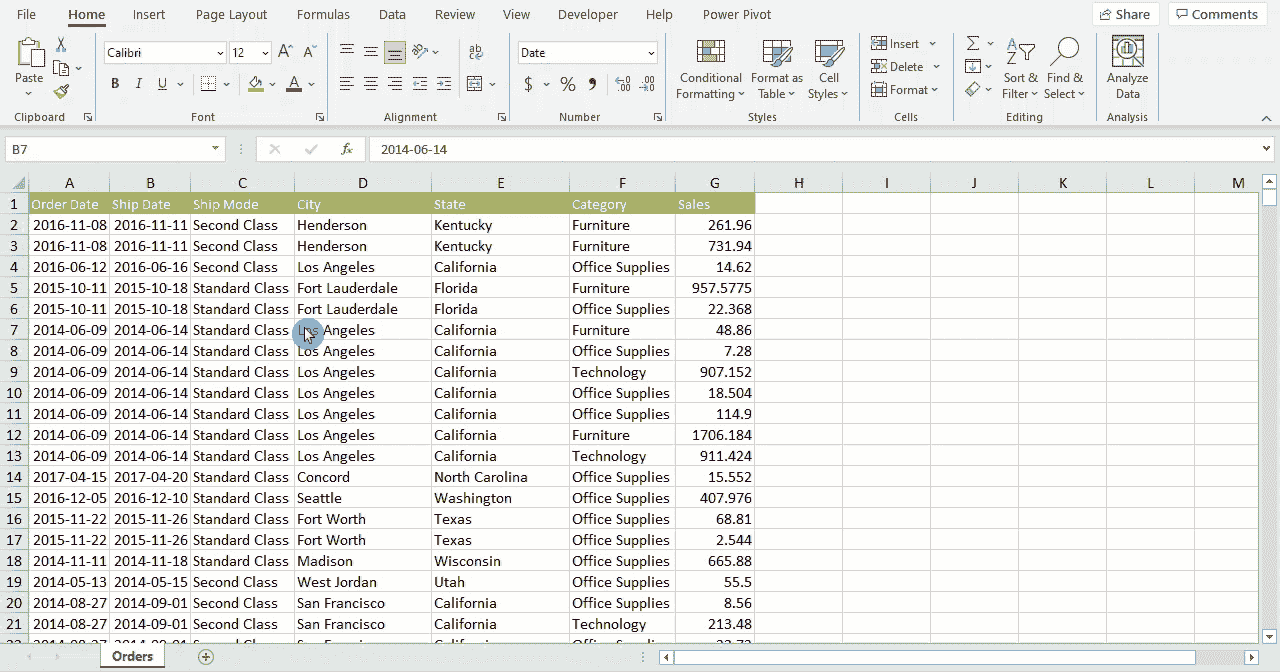 File Home Insert Page Layout Formulas Data Review View Developer Help Power Pivot Share Comments
Calibri 12 Date Insert
Paste Conditional Format as Cell Delete Sort & Find & Analyze
Formatting Table Styles Format Filter Select Data
Clipboard Font Alignment Number Styles Cells Editing Analysis
B7 fx 2014-06-14
A B C D E F G H I J K L M
1 Order Date Ship Date Ship Mode City State Category Sales
2 2016-11-08 2016-11-11 Second Class Henderson Kentucky Furniture 261.96
3 2016-11-08 2016-11-11 Second Class Henderson Kentucky Furniture 731.94
4 2016-06-12 2016-06-16 Second Class Los Angeles California Office Supplies 14.62
5 2015-10-11 2015-10-18 Standard Class Fort Lauderdale Florida Furniture 957.5775
6 2015-10-11 2015-10-18 Standard Class Fort Lauderdale Florida Office Supplies 22.368
7 2014-06-09 2014-06-14 Standard Class Los Angeles California Furniture 48.86
8 2014-06-09 2014-06-14 Standard Class Los Angeles California Office Supplies 7.28
9 2014-06-09 2014-06-14 Standard Class Los Angeles California Technology 907.152
10 2014-06-09 2014-06-14 Standard Class Los Angeles California Office Supplies 18.504
11 2014-06-09 2014-06-14 Standard Class Los Angeles California Office Supplies 114.9
12 2014-06-09 2014-06-14 Standard Class Los Angeles California Furniture 1706.184
13 2014-06-09 2014-06-14 Standard Class Los Angeles California Technology 911.424
14 2017-04-15 2017-04-20 Standard Class Concord North Carolina Office Supplies 15.552
15 2016-12-05 2016-12-10 Standard Class Seattle Washington Office Supplies 407.976
16 2015-11-22 2015-11-26 Standard Class Fort Worth Texas Office Supplies 68.81
17 2015-11-22 2015-11-26 Standard Class Fort Worth Texas Office Supplies 2.544
18 2014-11-11 2014-11-18 Standard Class Madison Wisconsin Office Supplies 665.88
19 2014-05-13 2014-05-15 Second Class West Jordan Utah Office Supplies 55.5
20 2014-08-27 2014-09-01 Second Class San Francisco California Office Supplies 8.56
21 2014-08-27 2014-09-01 Second Class San Francisco California Technology 213.48
Orders